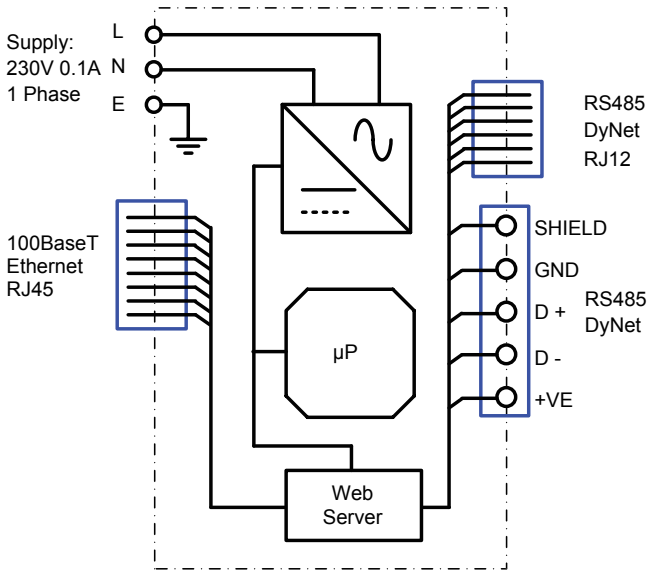 Supply:
230V 0.1A
1 Phase
L
N
E
RS485
DyNet
RJ12
100BaseT
Ethernet
RJ45
SHIELD
GND
D +
D -
+VE
RS485
DyNet
µP
Web
Server